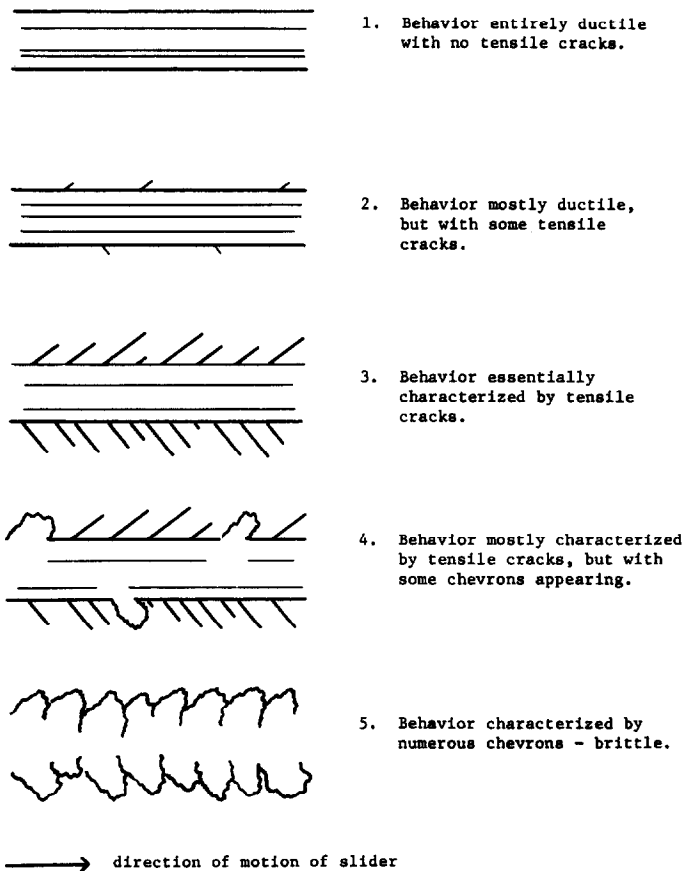 1. Behavior entirely ductile
with no tensile cracks.
2. Behavior mostly ductile,
but with some tensile
cracks.
3. Behavior essentially
characterized by tensile
cracks.
4. Behavior mostly characterized
by tensile cracks, but with
some chevrons appearing.
5. Behavior characterized by
numerous chevrons - brittle.
direction of motion of slider